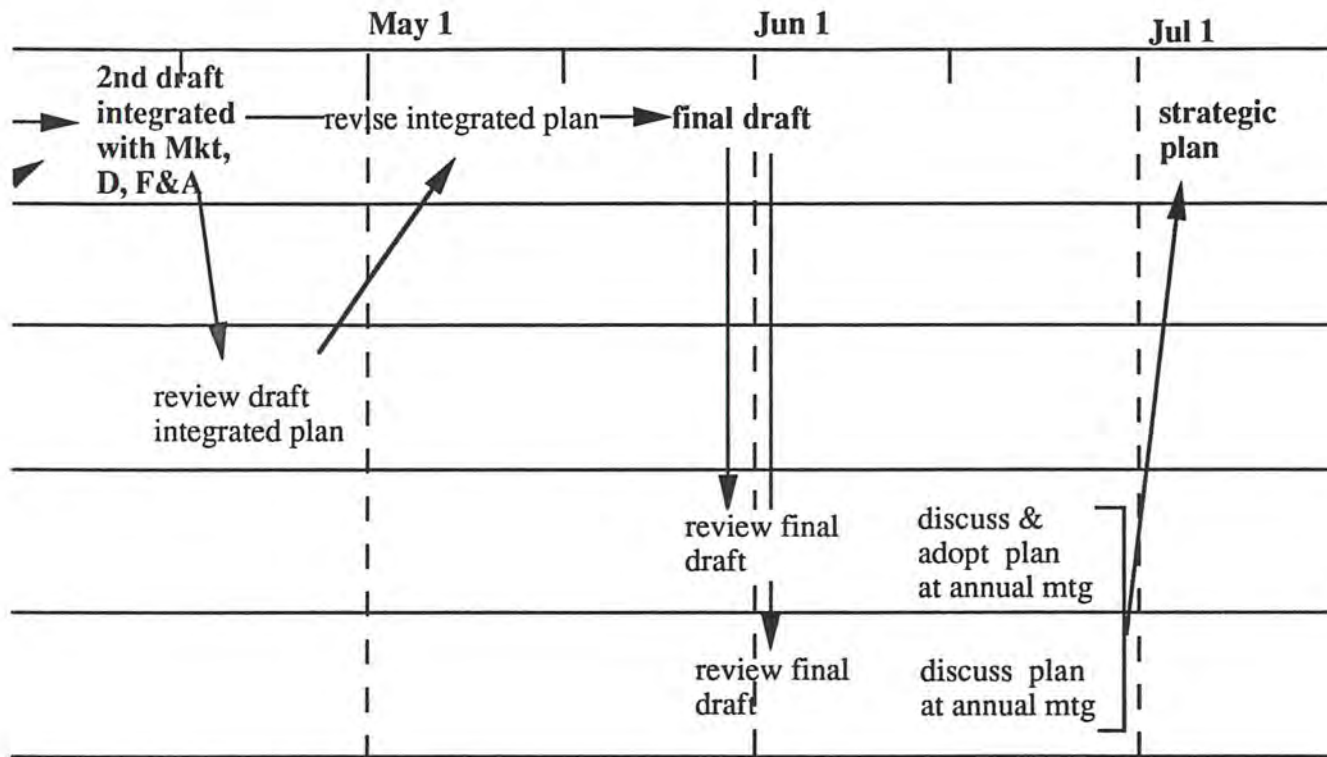 May 1
Jun 1
Jul 1
2nd draft
integrated
with Mkt,
D, F&A
revise integrated plan
final draft
strategic
plan
review draft
integrated plan
review final
draft
discuss &
adopt plan
at annual mtg
review final
draft
discuss plan
at annual mtg